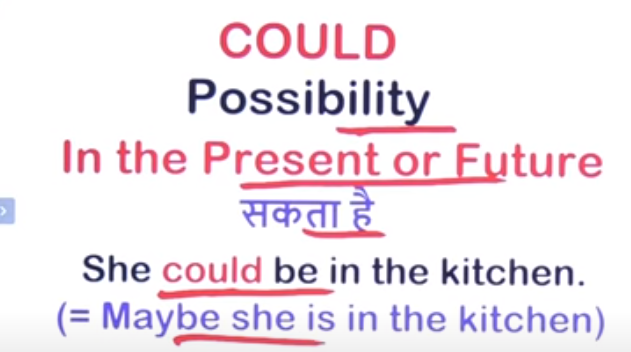 COULD
Possibility
In the Present or Future
सकता है
She could be in the kitchen.
(= Maybe she is in the kitchen)